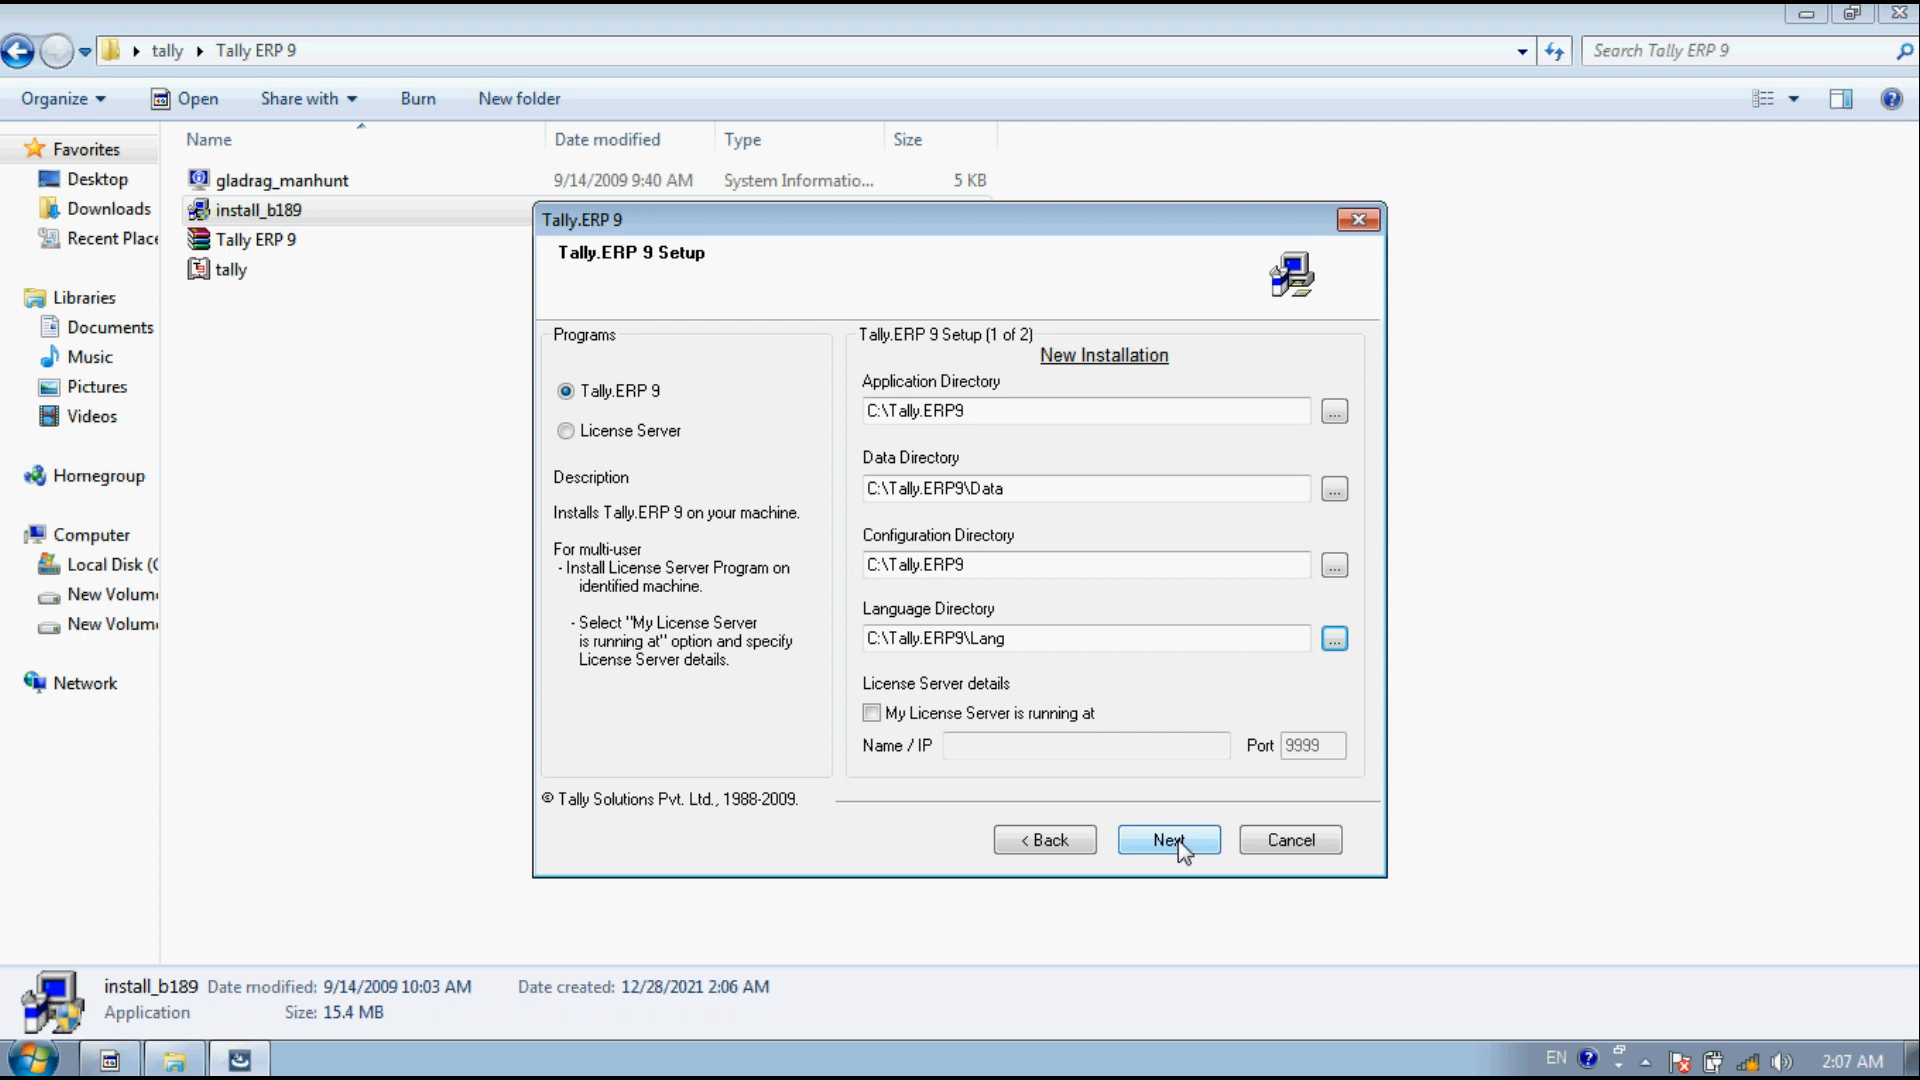 tally
Tally ERP 9
Search Tally ERP 9
Organize
Open
Share with
Burn
New folder
Name
Date modified
Type
Size
Favorites
Desktop
Downloads
Recent Place
Libraries
Documents
Music
Pictures
Videos
Homegroup
Computer
Local Disk (C
New Volum
New Volum
Network
gladrag_manhunt
9/14/2009 9:40 AM
System Informatio...
5 KB
install_b189
Tally ERP 9
tally
Tally.ERP 9
Tally.ERP 9 Setup
Programs
Tally.ERP 9
License Server
Description
Installs Tally.ERP 9 on your machine.
For multi-user
- Install License Server Program on
identified machine.
- Select "My License Server
is running at" option and specify
License Server details.
Tally.ERP 9 Setup (1 of 2)
New Installation
Application Directory
C:\Tally.ERP9
...
Data Directory
C:\Tally.ERP9\Data
...
Configuration Directory
C:\Tally.ERP9
...
Language Directory
C:\Tally.ERP9\Lang
...
License Server details
My License Server is running at
Name / IP
Port 9999
© Tally Solutions Pvt. Ltd., 1988-2009.
< Back
Next
Cancel
install_b189 Date modified: 9/14/2009 10:03 AM Date created: 12/28/2021 2:06 AM
Application Size: 15.4 MB
EN
2:07 AM